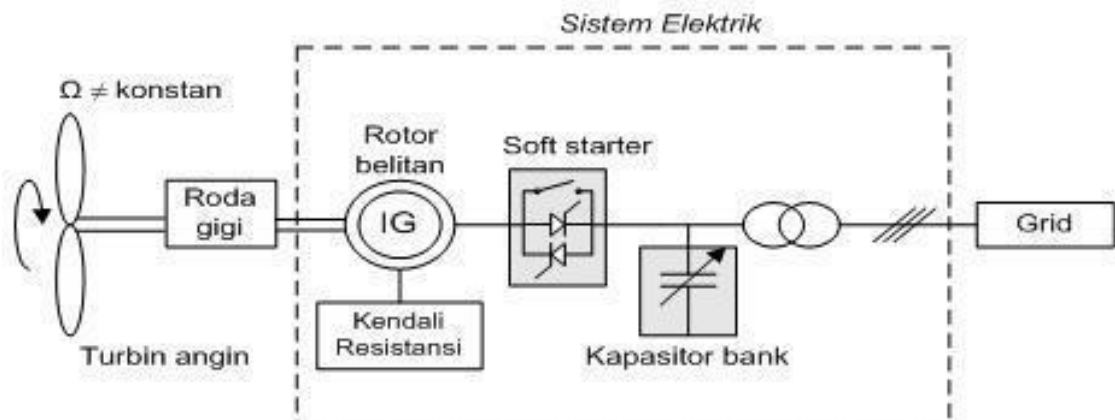 Sistem Elektrik
Ω ≠ konstan
Rotor
belitan
Soft starter
Roda
gigi
IG
Grid
Kendali
Resistansi
Turbin angin
Kapasitor bank